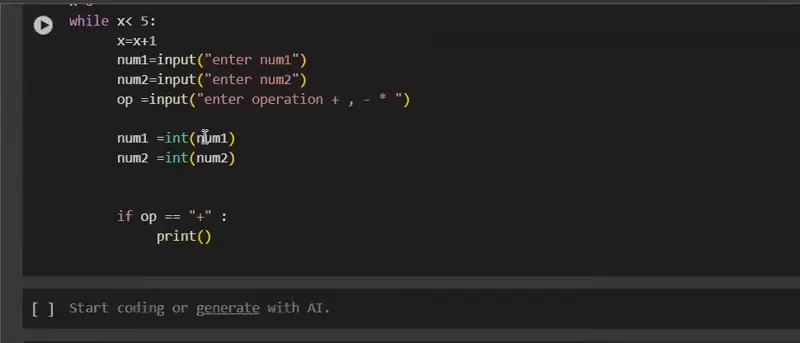 while x< 5:
x=x+1
num1=input("enter num1")
num2=input("enter num2")
op =input("enter operation + , - * ")
num1 =int(num1)
num2 =int(num2)
if op == "+" :
print()
[ ] Start coding or generate with AI.